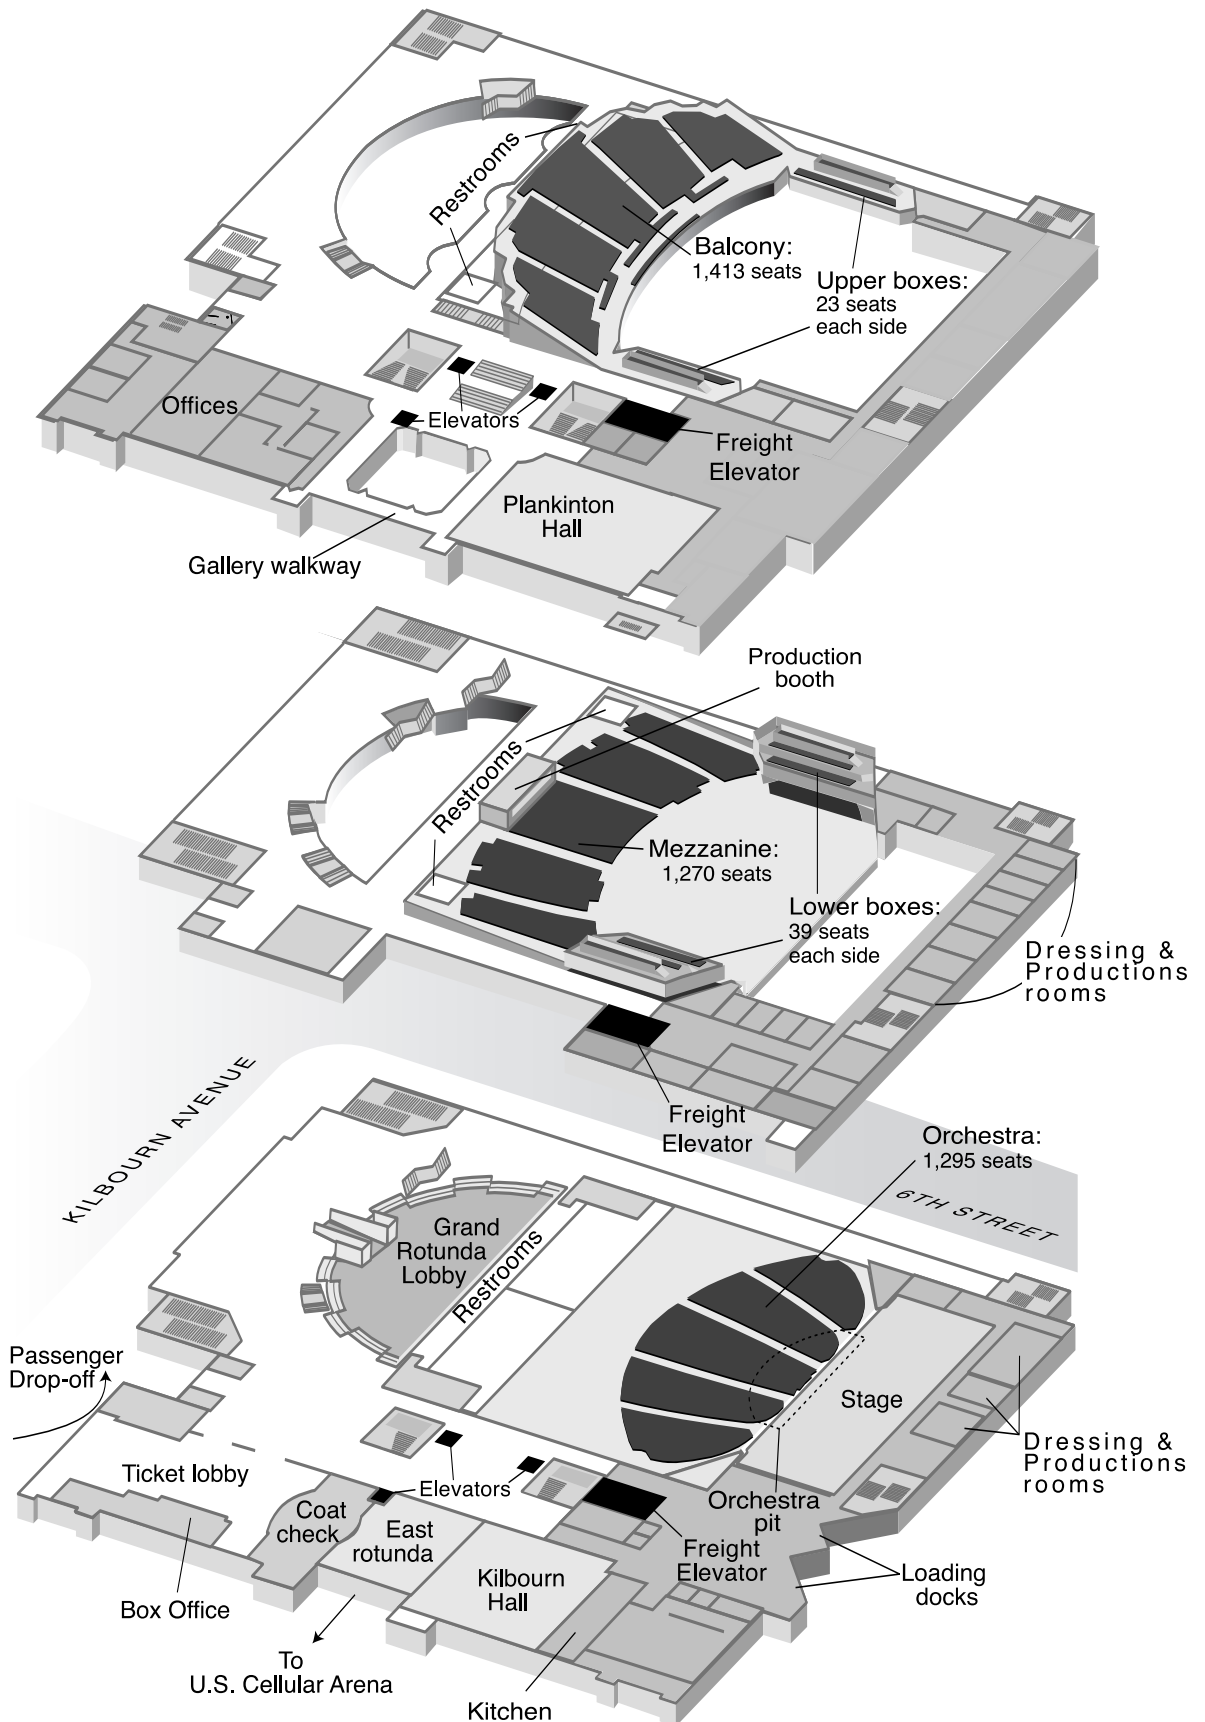 Restrooms
Balcony:
1,413 seats
Upper boxes:
23 seats
each side
Offices
Elevators
Freight
Elevator
Plankinton
Hall
Gallery walkway
Production
booth
Restrooms
Mezzanine:
1,270 seats
Lower boxes:
39 seats
each side
Dressing &
Productions
rooms
KILBOURN AVENUE
Freight
Elevator
Orchestra:
1,295 seats
6TH STREET
Grand
Rotunda
Lobby
Restrooms
Passenger
Drop-off
Stage
Ticket lobby
Elevators
Dressing &
Productions
rooms
Coat
check
East
rotunda
Orchestra
pit
Freight
Elevator
Loading
docks
Kilbourn
Hall
Box Office
To
U.S. Cellular Arena
Kitchen